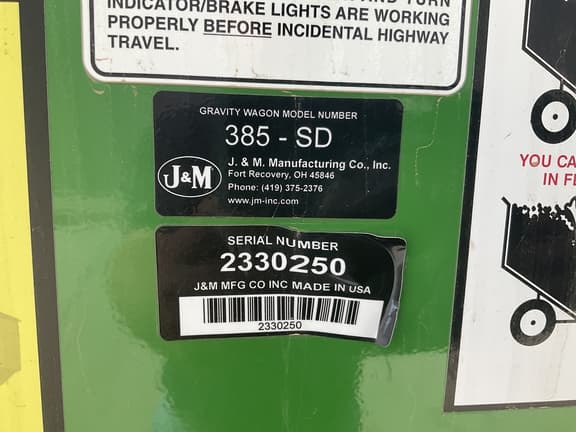 INDICATOR/BRAKE LIGHTS ARE WORKING
PROPERLY BEFORE INCIDENTAL HIGHWAY
TRAVEL.
GRAVITY WAGON MODEL NUMBER
385 - SD
J&M
J. & M. Manufacturing Co., Inc.
Fort Recovery, OH 45846
Phone: (419) 375-2376
www.jm-inc.com
SERIAL NUMBER
2330250
J&M MFG CO INC MADE IN USA
2330250
YOU CA
IN FL